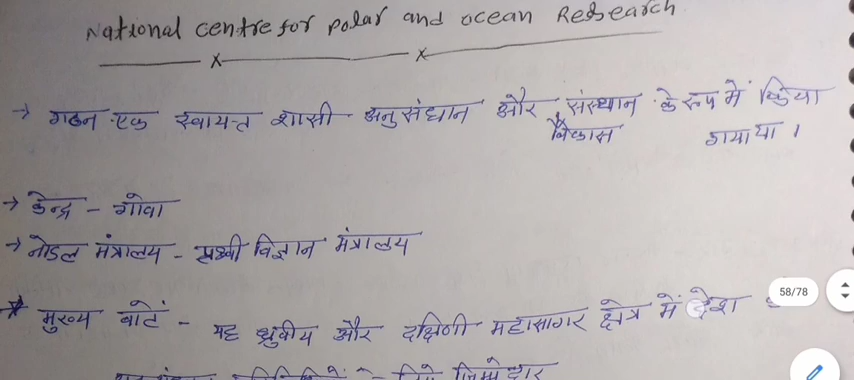 National centre for polar and ocean Research
→ गठन एक स्वायत्त शासी अनुसंधान और विकास संस्थान के रूप में किया
गया था ।
→ केन्द्र - गोवा
→ नोडल मंत्रालय - पृथ्वी विज्ञान मंत्रालय
* मुख्य बातें - यह ध्रुवीय और दक्षिणी महासागर क्षेत्र में देश
58/78
लिये जिम्मेदार